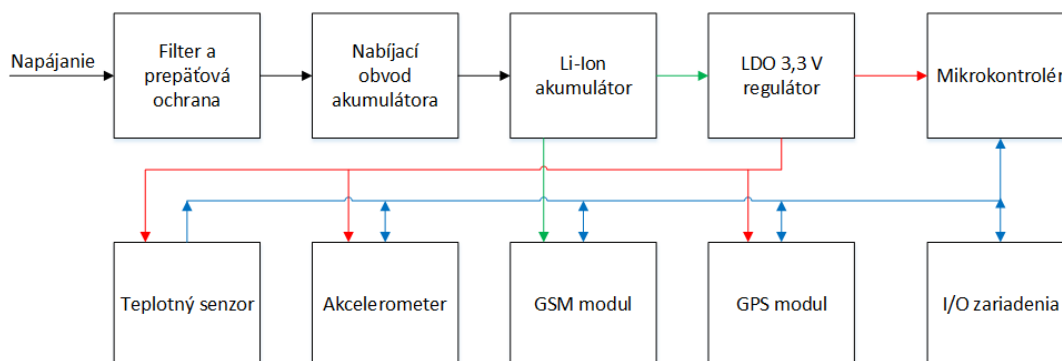 Napájanie
Filter a
prepäťová
ochrana
Nabíjací
obvod
akumulátora
Li-Ion
akumulátor
LDO 3,3 V
regulátor
Mikrokontolér
Teplotný senzor
Akcelerometer
GSM modul
GPS modul
I/O zariadenia